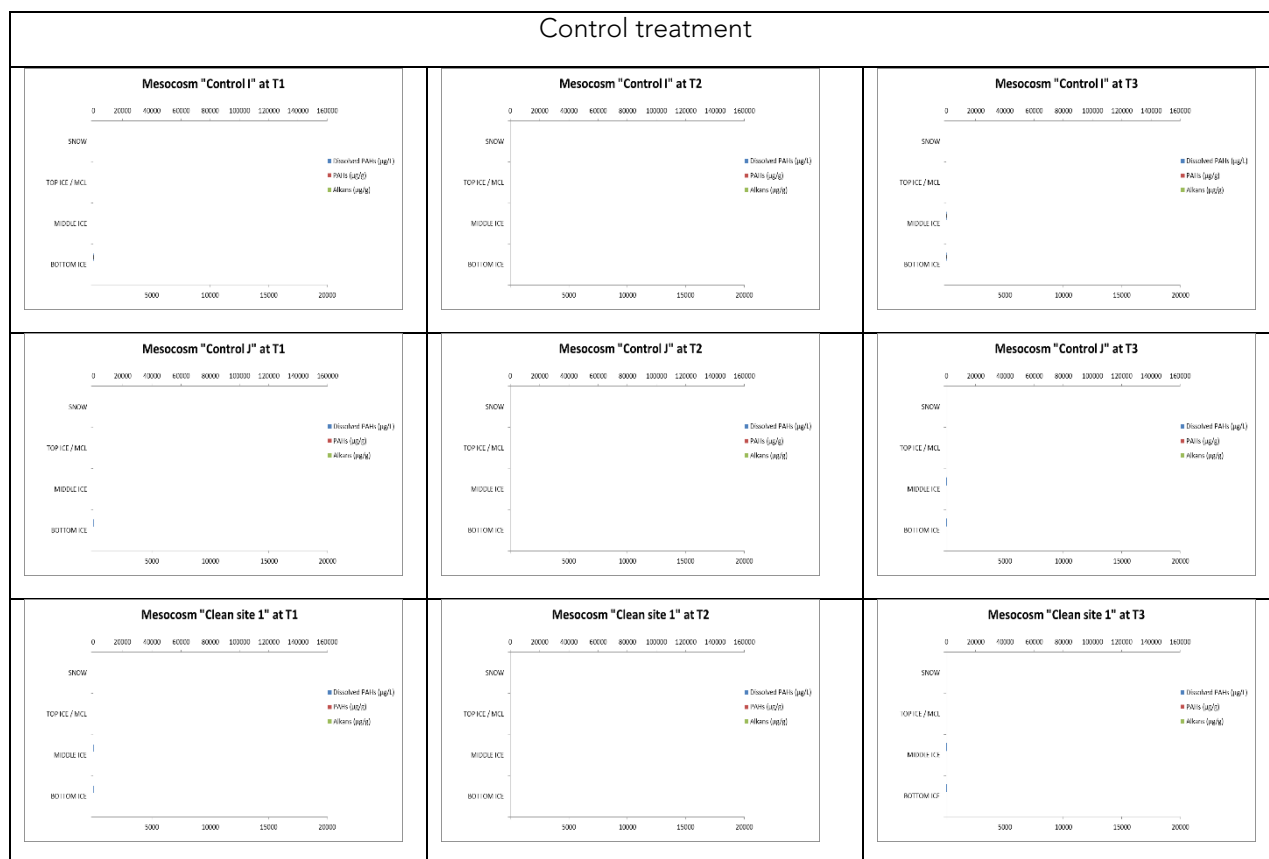 Control treatment
Mesocosm "Control I" at T1
0 20000 40000 60000 80000 100000 120000 140000 160000
SNOW
TOP ICE / MCL
MIDDLE ICE
BOTTOM ICE
Dissolved PAHs (µg/L)
PAHs (µg/g)
Alkans (µg/g)
5000 10000 15000 20000
Mesocosm "Control I" at T2
0 20000 40000 60000 80000 100000 120000 140000 160000
SNOW
TOP ICE / MCL
MIDDLE ICE
BOTTOM ICE
Dissolved PAHs (µg/L)
PAHs (µg/g)
Alkans (µg/g)
5000 10000 15000 20000
Mesocosm "Control I" at T3
0 20000 40000 60000 80000 100000 120000 140000 160000
SNOW
TOP ICE / MCL
MIDDLE ICE
BOTTOM ICE
Dissolved PAHs (µg/L)
PAHs (µg/g)
Alkans (µg/g)
5000 10000 15000 20000
Mesocosm "Control J" at T1
0 20000 40000 60000 80000 100000 120000 140000 160000
SNOW
TOP ICE / MCL
MIDDLE ICE
BOTTOM ICE
Dissolved PAHs (µg/L)
PAHs (µg/g)
Alkans (µg/g)
5000 10000 15000 20000
Mesocosm "Control J" at T2
0 20000 40000 60000 80000 100000 120000 140000 160000
SNOW
TOP ICE / MCL
MIDDLE ICE
BOTTOM ICE
Dissolved PAHs (µg/L)
PAHs (µg/g)
Alkans (µg/g)
5000 10000 15000 20000
Mesocosm "Control J" at T3
0 20000 40000 60000 80000 100000 120000 140000 160000
SNOW
TOP ICE / MCL
MIDDLE ICE
BOTTOM ICE
Dissolved PAHs (µg/L)
PAHs (µg/g)
Alkans (µg/g)
5000 10000 15000 20000
Mesocosm "Clean site 1" at T1
0 20000 40000 60000 80000 100000 120000 140000 160000
SNOW
TOP ICE / MCL
MIDDLE ICE
BOTTOM ICE
Dissolved PAHs (µg/L)
PAHs (µg/g)
Alkans (µg/g)
5000 10000 15000 20000
Mesocosm "Clean site 1" at T2
0 20000 40000 60000 80000 100000 120000 140000 160000
SNOW
TOP ICE / MCL
MIDDLE ICE
BOTTOM ICE
Dissolved PAHs (µg/L)
PAHs (µg/g)
Alkans (µg/g)
5000 10000 15000 20000
Mesocosm "Clean site 1" at T3
0 20000 40000 60000 80000 100000 120000 140000 160000
SNOW
TOP ICE / MCL
MIDDLE ICE
BOTTOM ICE
Dissolved PAHs (µg/L)
PAHs (µg/g)
Alkans (µg/g)
5000 10000 15000 20000